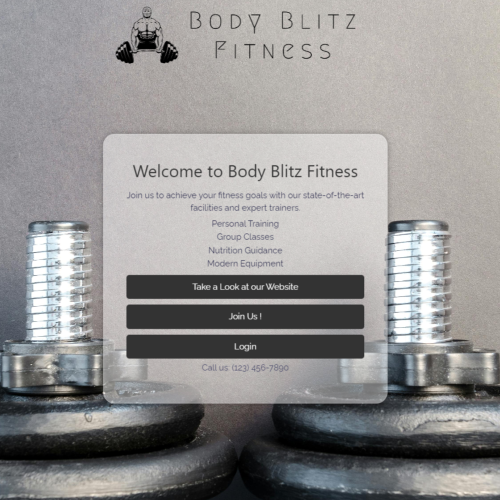 Body Blitz
Fitness
Welcome to Body Blitz Fitness
Join us to achieve your fitness goals with our state-of-the-art
facilities and expert trainers.
Personal Training
Group Classes
Nutrition Guidance
Modern Equipment
Take a Look at our Website
Join Us !
Login
Call us: (123) 456-7890